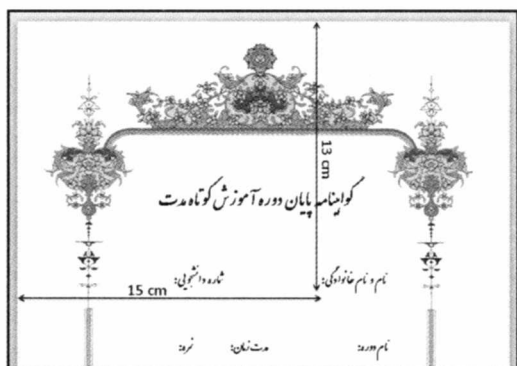 13 cm
گواهینامه پایان دوره آموزش کوتاه مدت
نام و نام خانوادگی: شماره دانشجویی:
15 cm
نام دوره: مدت زمان: نمره: